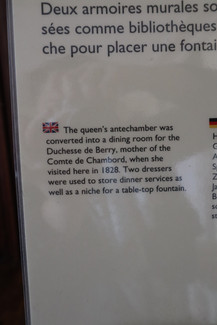 Deux armoires murales so
sées comme bibliothèques
che pour placer une fontai
The queen's antechamber was
converted into a dining room for the
Duchesse de Berry, mother of the
Comte de Chambord, when she
visited here in 1828. Two dressers
were used to store dinner services as
well as a niche for a table-top fountain.